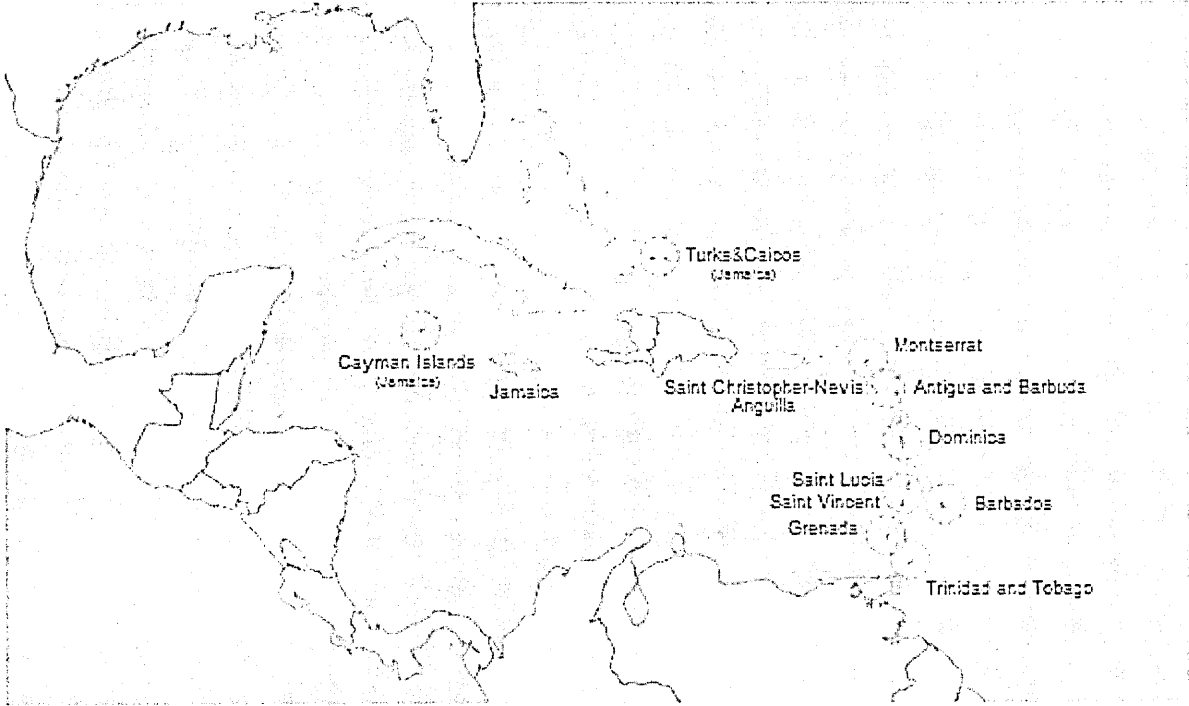 Turks&Caicos
(Jamaica)
Montserrat
Cayman Islands
(Jamaica)
Jamaica
Saint Christopher-Nevis
Anguilla
Antigua and Barbuda
Dominica
Saint Lucia
Saint Vincent
Barbados
Grenada
Trinidad and Tobago